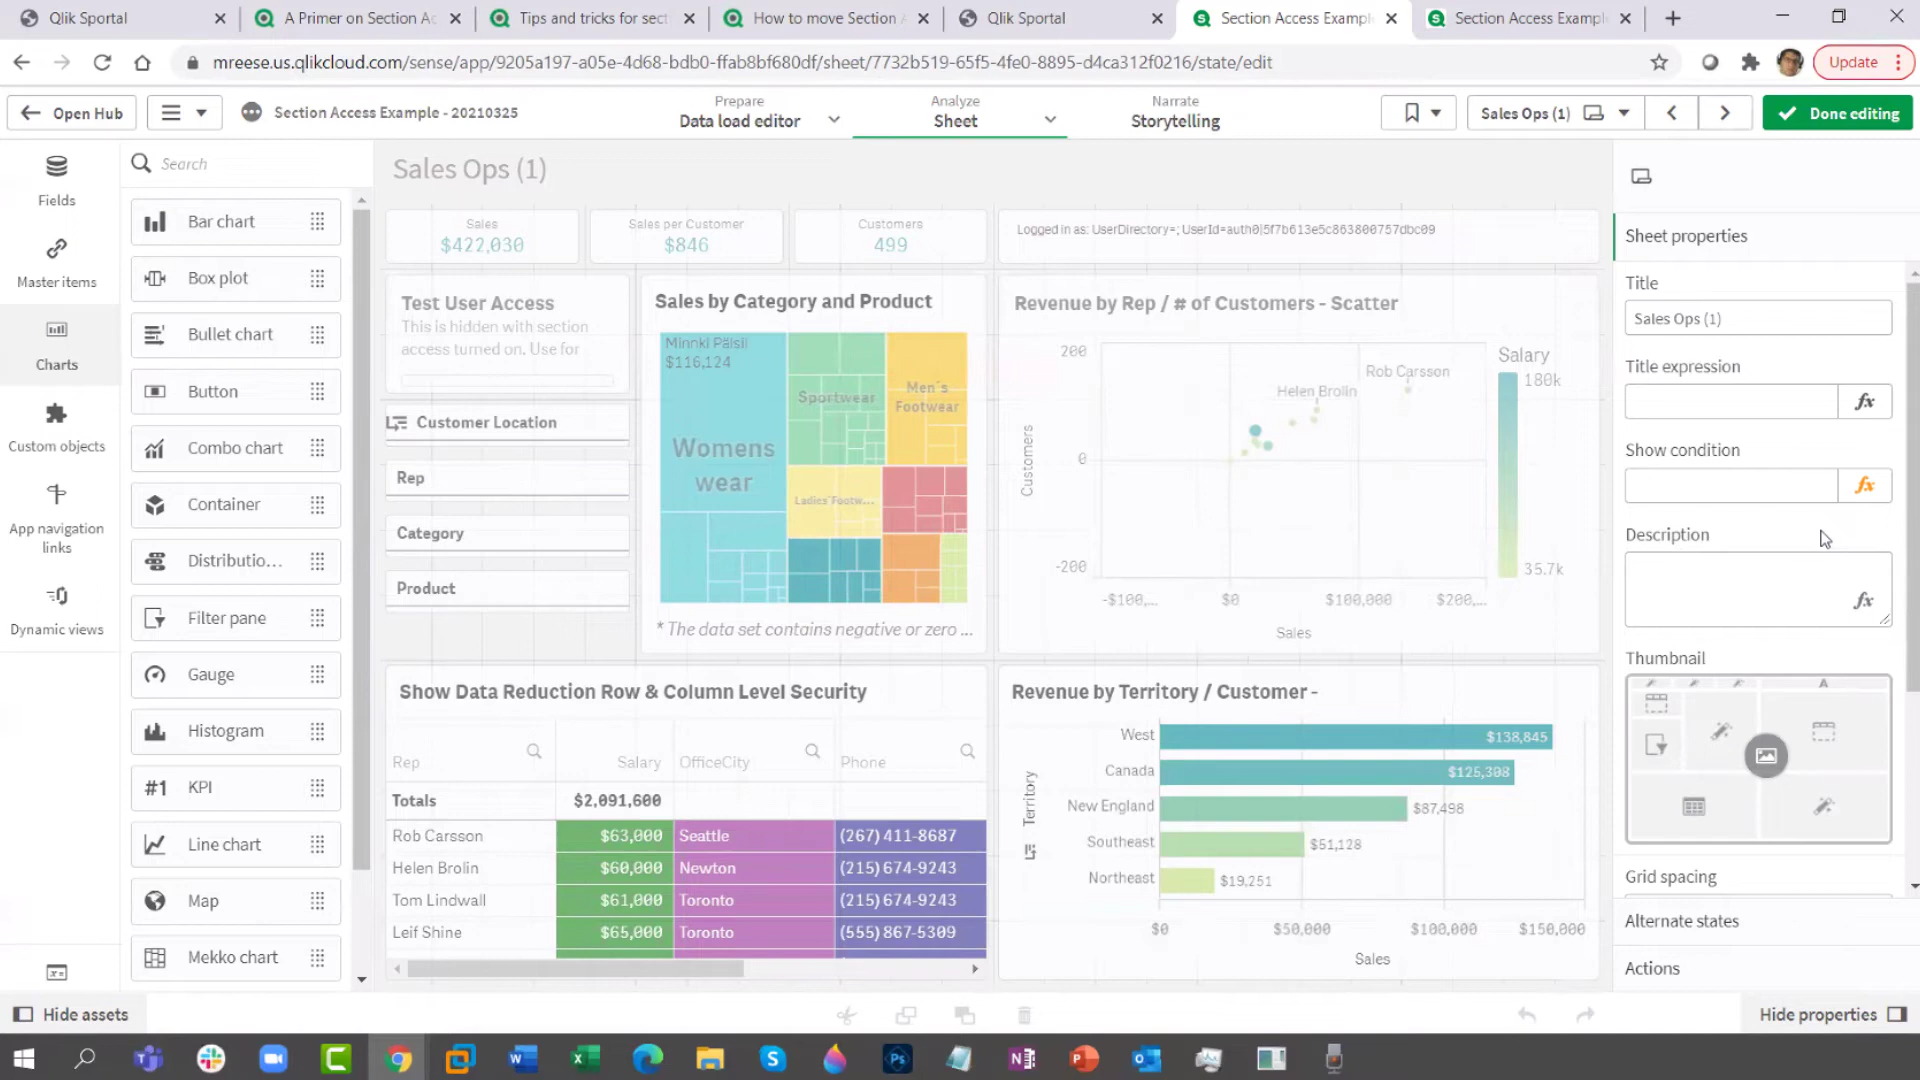 Qlik Sportal
A Primer on Section Ac
Tips and tricks for sect
How to move Section A
Qlik Sportal
Section Access Example
Section Access Example
mreese.us.qlikcloud.com/sense/app/9205a197-a05e-4d68-bdb0-ffab8bf680df/sheet/7732b519-65f5-4fe0-8895-d4ca312f0216/state/edit
Update
Open Hub
Section Access Example - 20210325
Prepare
Data load editor
Analyze
Sheet
Narrate
Storytelling
Sales Ops (1)
Done editing
Fields
Master items
Charts
Custom objects
App navigation
links
Dynamic views
Search
Bar chart
Box plot
Bullet chart
Button
Combo chart
Container
Distributio...
Filter pane
Gauge
Histogram
#1 KPI
Line chart
Map
Mekko chart
Sales Ops (1)
Sales
$422,030
Sales per Customer
$846
Customers
499
Logged in as: UserDirectory=; UserId=auth0|5f7b613e5c863800757dbc09
Test User Access
This is hidden with section
access turned on. Use for
Customer Location
Rep
Category
Product
Sales by Category and Product
Minnki Pälsii
$116,124
Womens
wear
Sportwear
Men´s
Footwear
Ladies´Footw...
* The data set contains negative or zero ...
Revenue by Rep / # of Customers - Scatter
Customers
200
0
-200
Helen Brolin
Rob Carsson
-$100,...
$0
$100,000
$200,...
Sales
Salary
180k
35.7k
Show Data Reduction Row & Column Level Security
Rep
Salary
OfficeCity
Phone
Totals $2,091,600
Rob Carsson $63,000 Seattle (267) 411-8687
Helen Brolin $60,000 Newton (215) 674-9243
Tom Lindwall $61,000 Toronto (215) 674-9243
Leif Shine $65,000 Toronto (555) 867-5309
Revenue by Territory / Customer -
Territory
West $138,845
Canada $125,308
New England $87,498
Southeast $51,128
Northeast $19,251
$0
$50,000
$100,000
$150,000
Sales
Sheet properties
Title
Sales Ops (1)
Title expression
fx
Show condition
fx
Description
fx
Thumbnail
A
Grid spacing
Alternate states
Actions
Hide assets
Hide properties